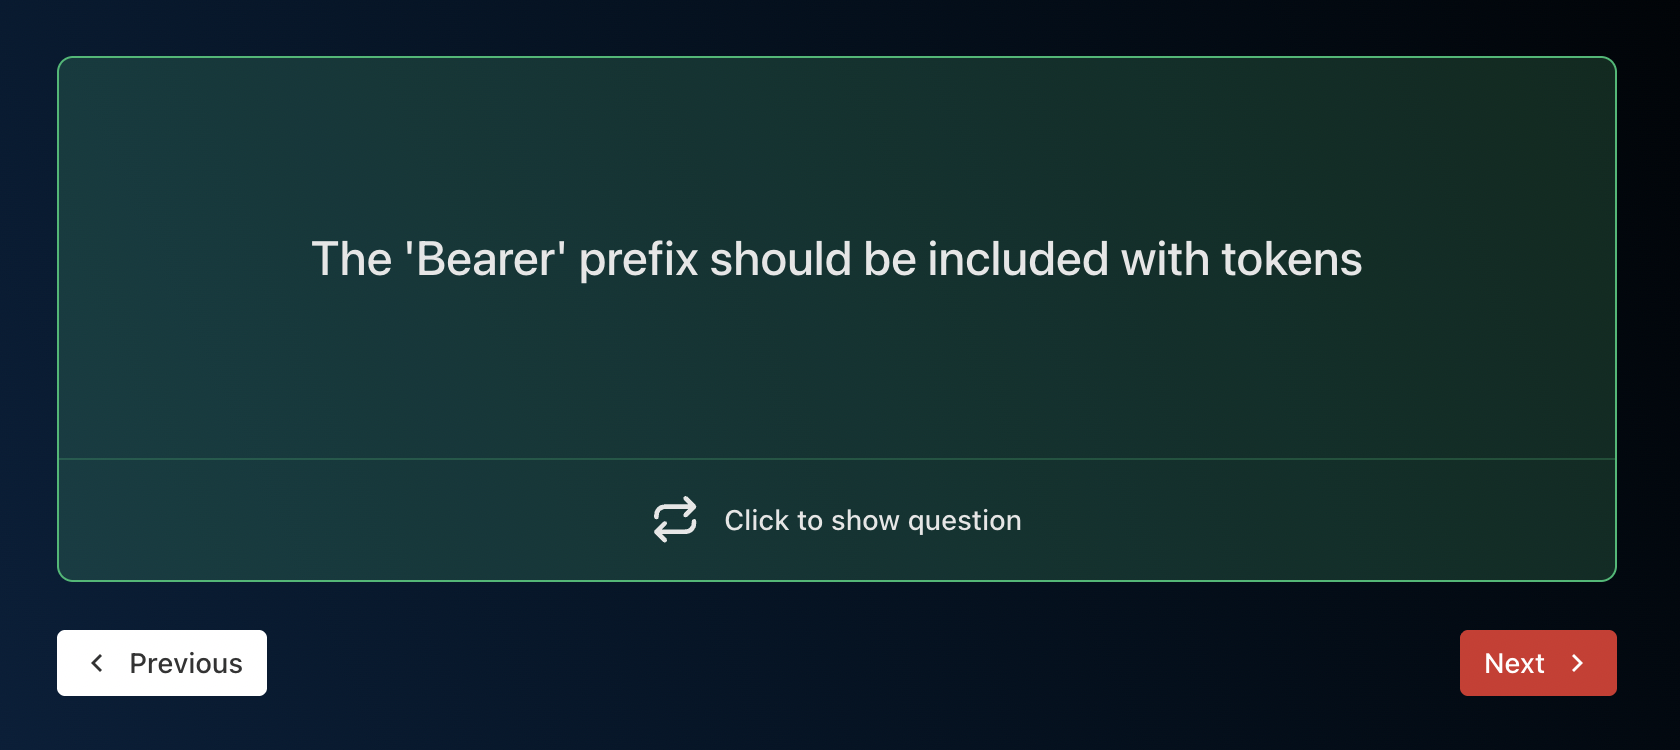 The 'Bearer' prefix should be included with tokens
Click to show question
Previous
Next